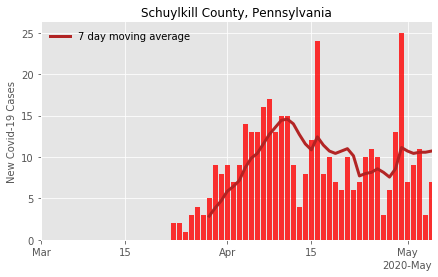 Schuylkill County, Pennsylvania
7 day moving average
New Covid-19 Cases
25
20
15
10
5
0
Mar 15 Apr 15 May
2020-May